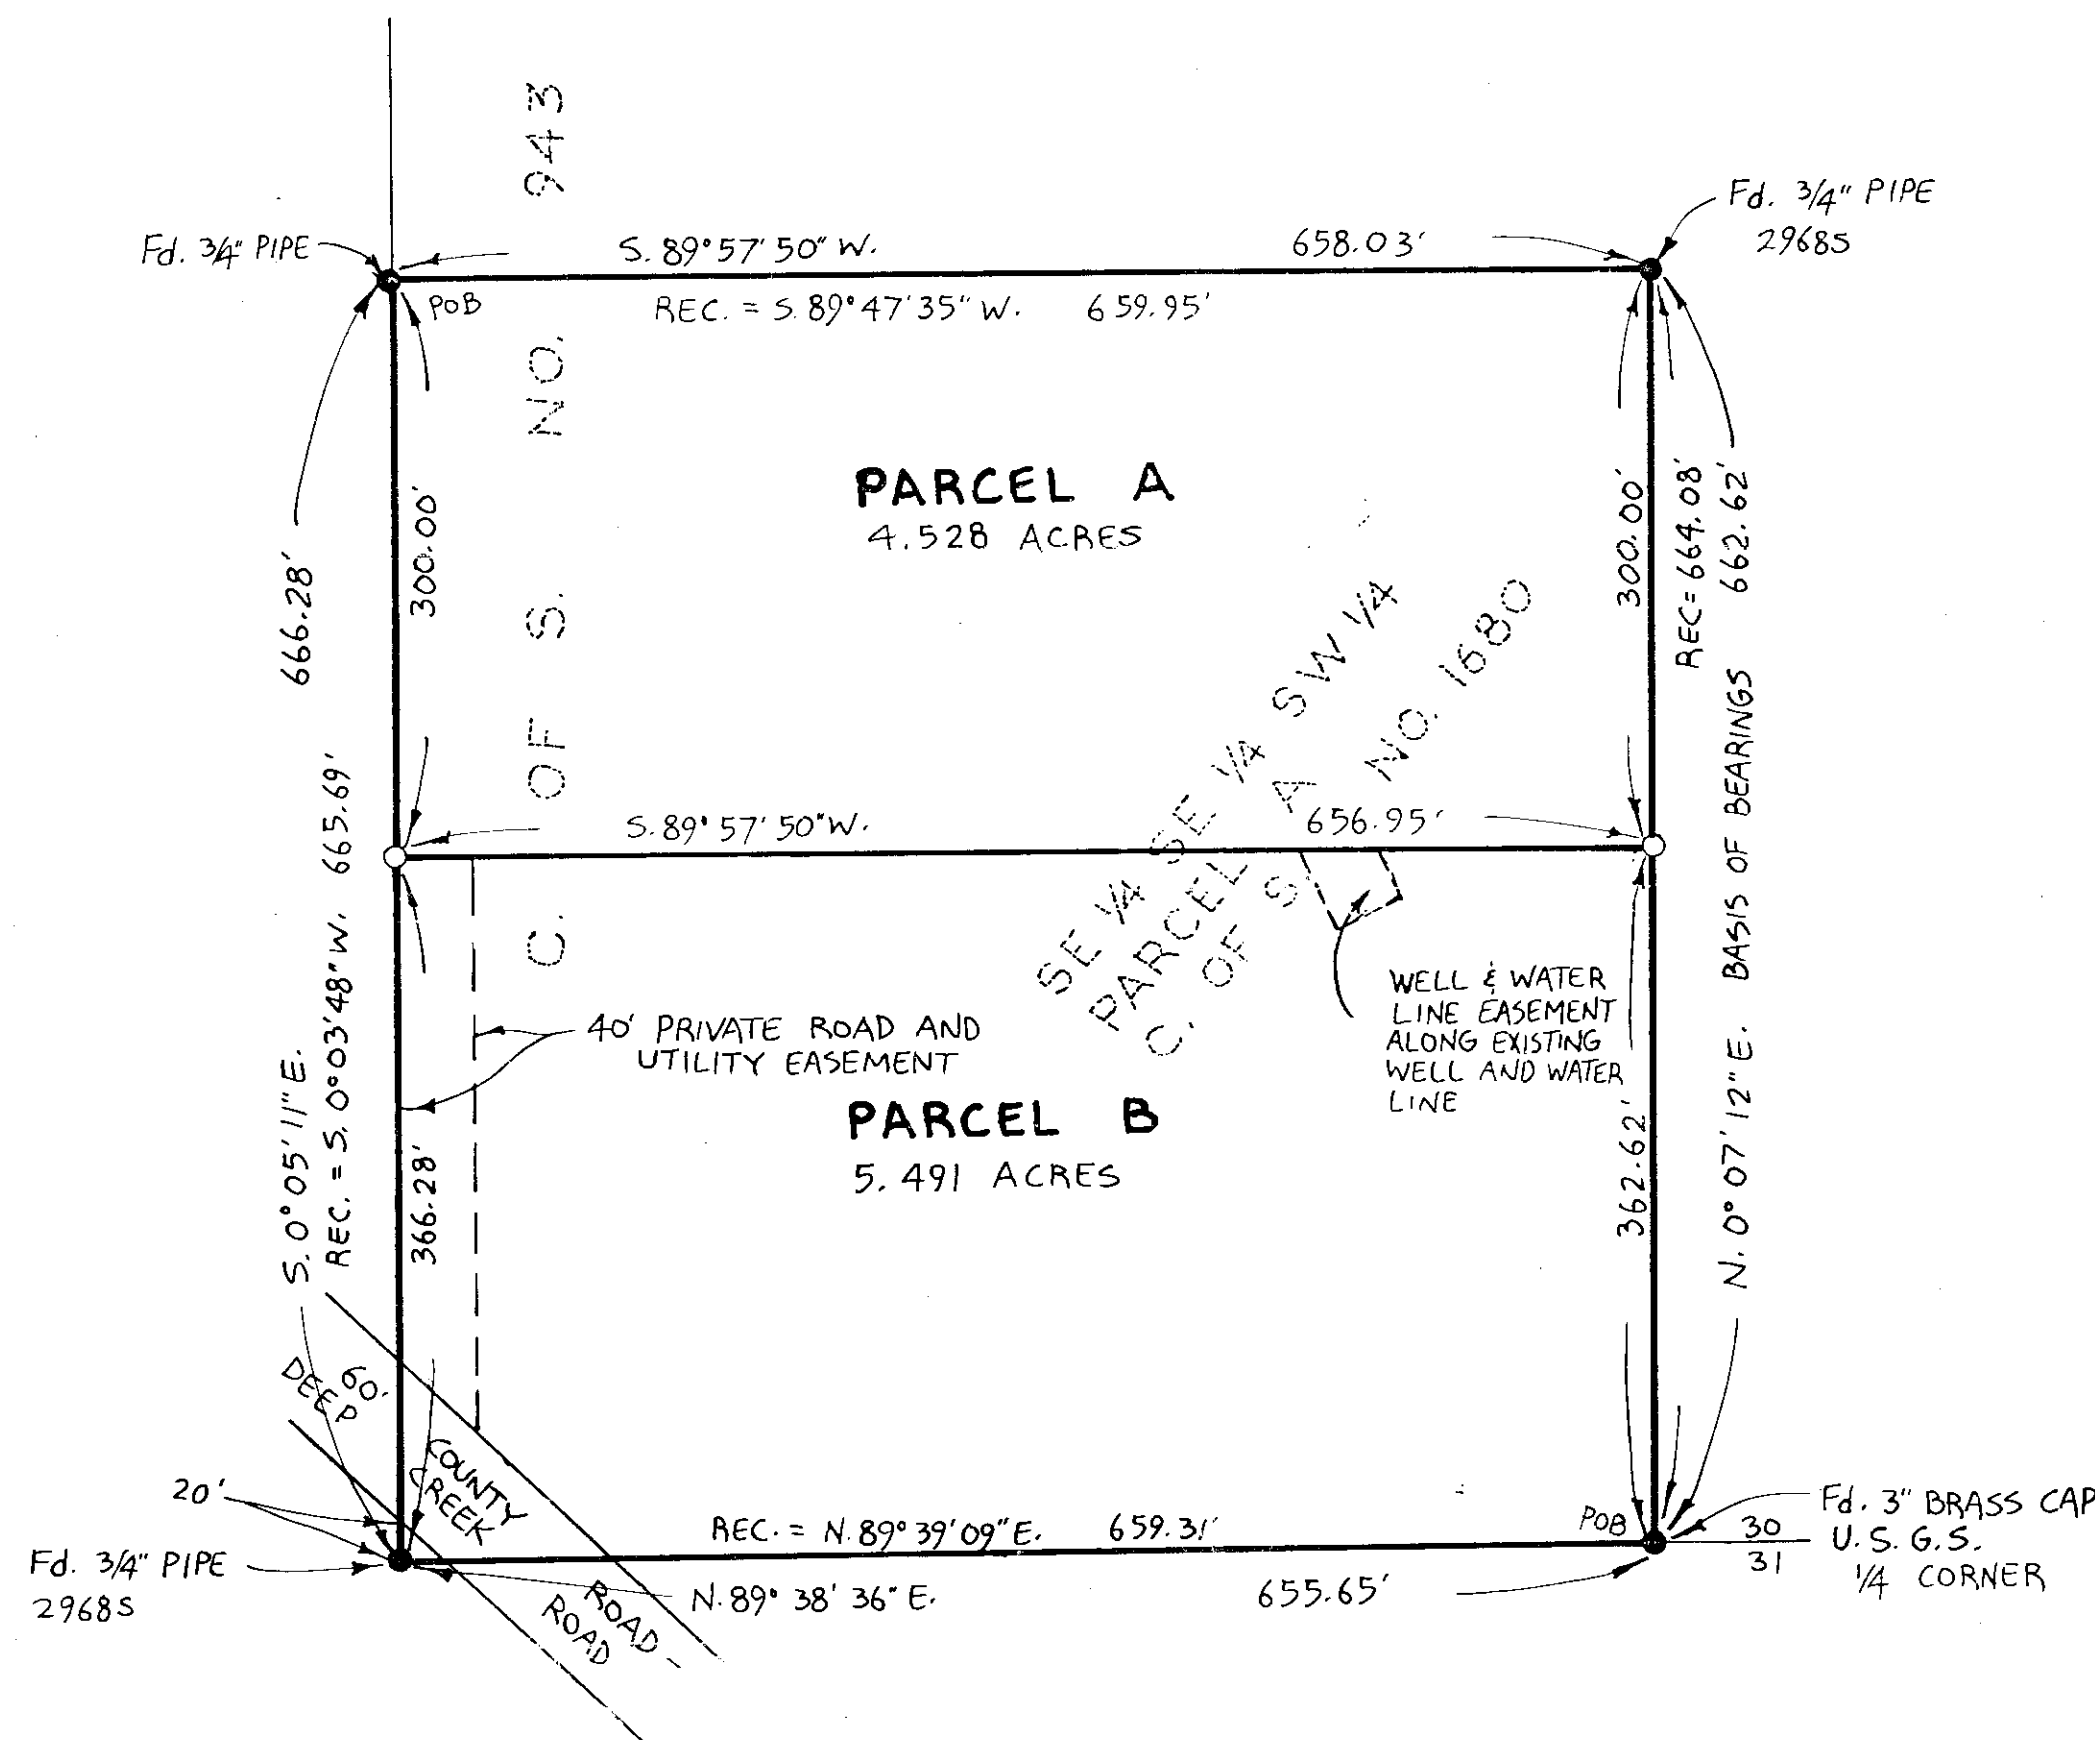 C. OF S. NO. 943
Fd. 3/4" PIPE
POB
S. 89°57'50" W. 658.03'
REC. = S. 89°47'35" W. 659.95'
Fd. 3/4" PIPE
2968S
PARCEL A
4.528 ACRES
300.00'
300.00'
666.28'
S. 0°05'11" E.
REC. = S. 0°03'48" W. 665.69'
REC = 664.08'
N. 0°07'12" E. BASIS OF BEARINGS 662.62'
SE 1/4 SE 1/4 SW 1/4
PARCEL A
C. OF S. NO. 1680
S. 89°57'50" W. 656.95'
40' PRIVATE ROAD AND
UTILITY EASEMENT
WELL & WATER
LINE EASEMENT
ALONG EXISTING
WELL AND WATER
LINE
PARCEL B
5.491 ACRES
366.28'
362.62'
60'
DEEP CREEK ROAD
COUNTY ROAD -
20'
Fd. 3/4" PIPE
2968S
REC. = N. 89°39'09" E. 659.31'
N. 89°38'36" E. 655.65'
POB
30
31
Fd. 3" BRASS CAP
U.S.G.S.
1/4 CORNER